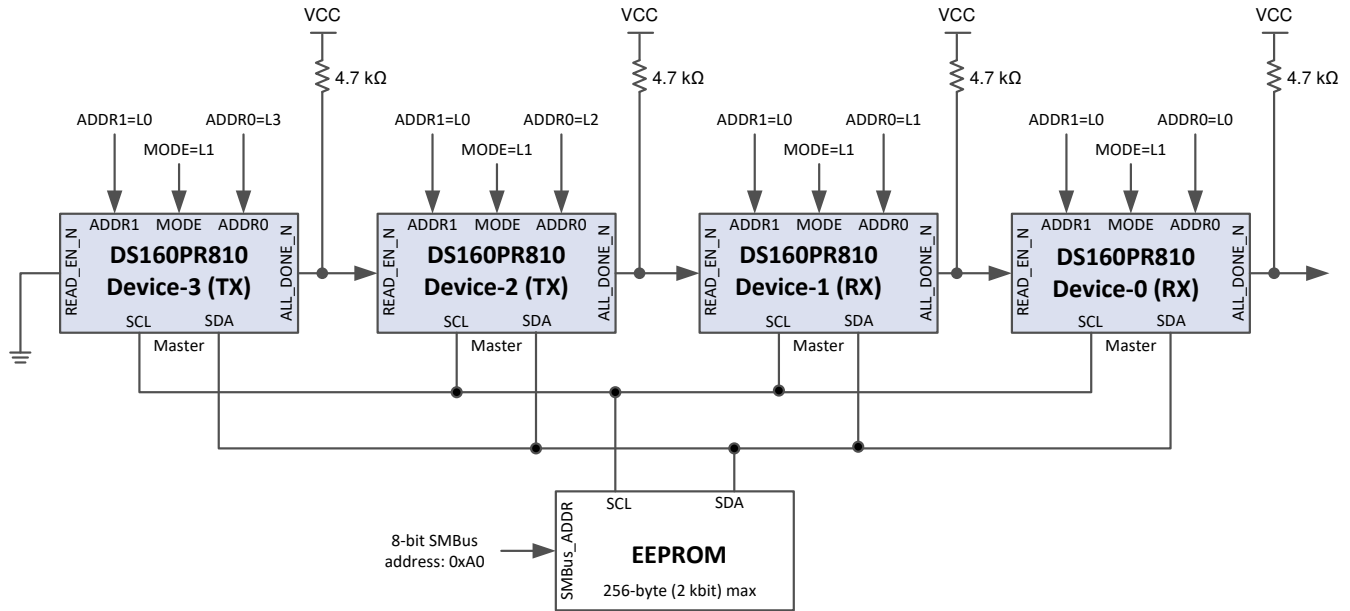 VCC
VCC
VCC
VCC
4.7 kΩ
4.7 kΩ
4.7 kΩ
4.7 kΩ
ADDR1=L0
ADDR0=L3
ADDR1=L0
ADDR0=L2
ADDR1=L0
ADDR0=L1
ADDR1=L0
ADDR0=L0
MODE=L1
MODE=L1
MODE=L1
MODE=L1
READ_EN_N
ADDR1
MODE
ADDR0
DS160PR810
Device-3 (TX)
ALL_DONE_N
SCL
SDA
Master
READ_EN_N
ADDR1
MODE
ADDR0
DS160PR810
Device-2 (TX)
ALL_DONE_N
SCL
SDA
Master
READ_EN_N
ADDR1
MODE
ADDR0
DS160PR810
Device-1 (RX)
ALL_DONE_N
SCL
SDA
Master
READ_EN_N
ADDR1
MODE
ADDR0
DS160PR810
Device-0 (RX)
ALL_DONE_N
SCL
SDA
Master
8-bit SMBus
address: 0xA0
SMBus_ADDR
SCL
SDA
EEPROM
256-byte (2 kbit) max